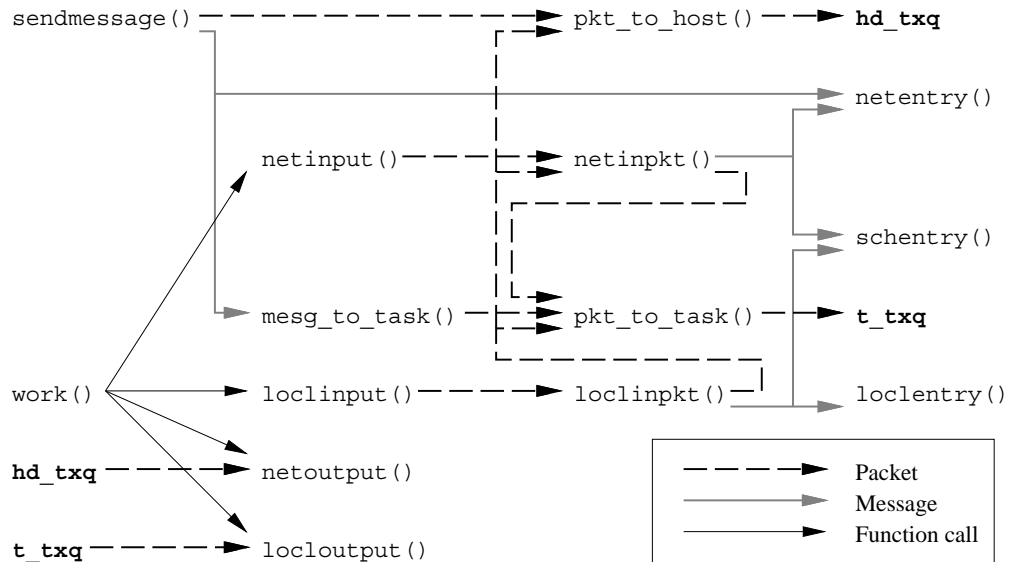 sendmessage() pkt_to_host() hd_txq
netentry()
netinput() netinpkt()
schentry()
mesg_to_task() pkt_to_task() t_txq
work() loclinput() loclinpkt() loclentry()
hd_txq netoutput()
t_txq locloutput()
Packet
Message
Function call